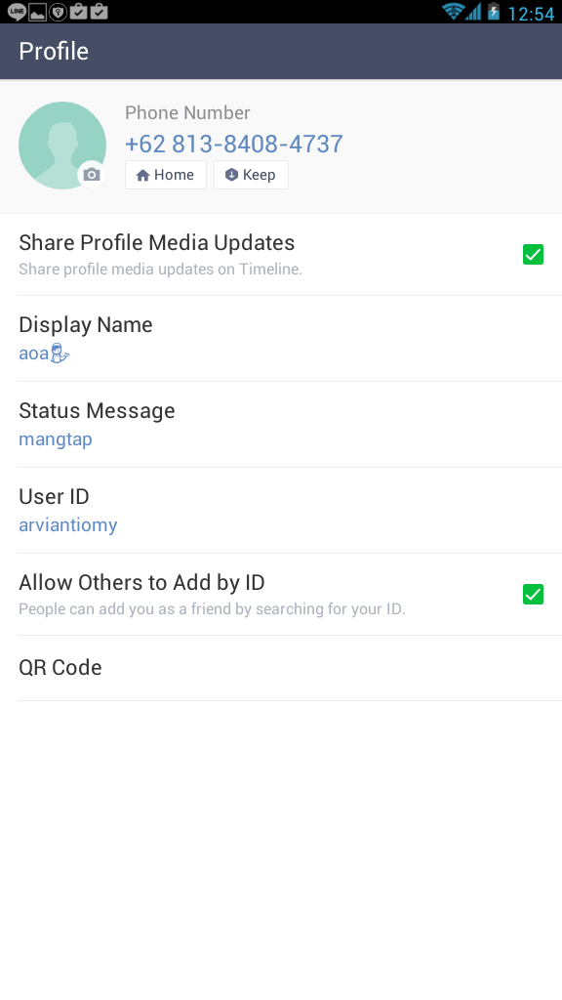 LINE
12:54
Profile
Phone Number
+62 813-8408-4737
Home Keep
Share Profile Media Updates
Share profile media updates on Timeline.
Display Name
aoa
Status Message
mangtap
User ID
arviantiomy
Allow Others to Add by ID
People can add you as a friend by searching for your ID.
QR Code